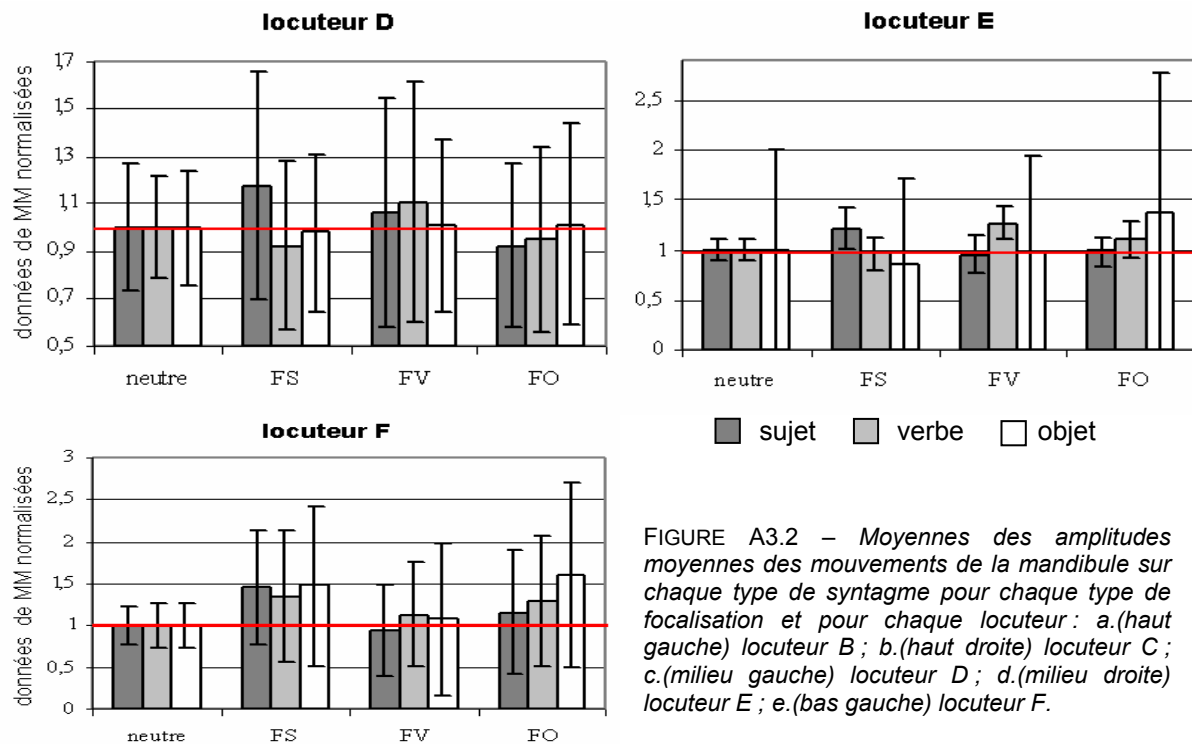 locuteur D
données de MM normalisées
1,7
1,5
1,3
1,1
0,9
0,7
0,5
neutre FS FV FO
locuteur E
2,5
2
1,5
1
0,5
0
neutre FS FV FO
sujet verbe objet
locuteur F
données de MM normalisées
3
2,5
2
1,5
1
0,5
0
neutre FS FV FO
FIGURE A3.2 – Moyennes des amplitudes
moyennes des mouvements de la mandibule sur
chaque type de syntagme pour chaque type de
focalisation et pour chaque locuteur : a.(haut
gauche) locuteur B ; b.(haut droite) locuteur C ;
c.(milieu gauche) locuteur D ; d.(milieu droite)
locuteur E ; e.(bas gauche) locuteur F.